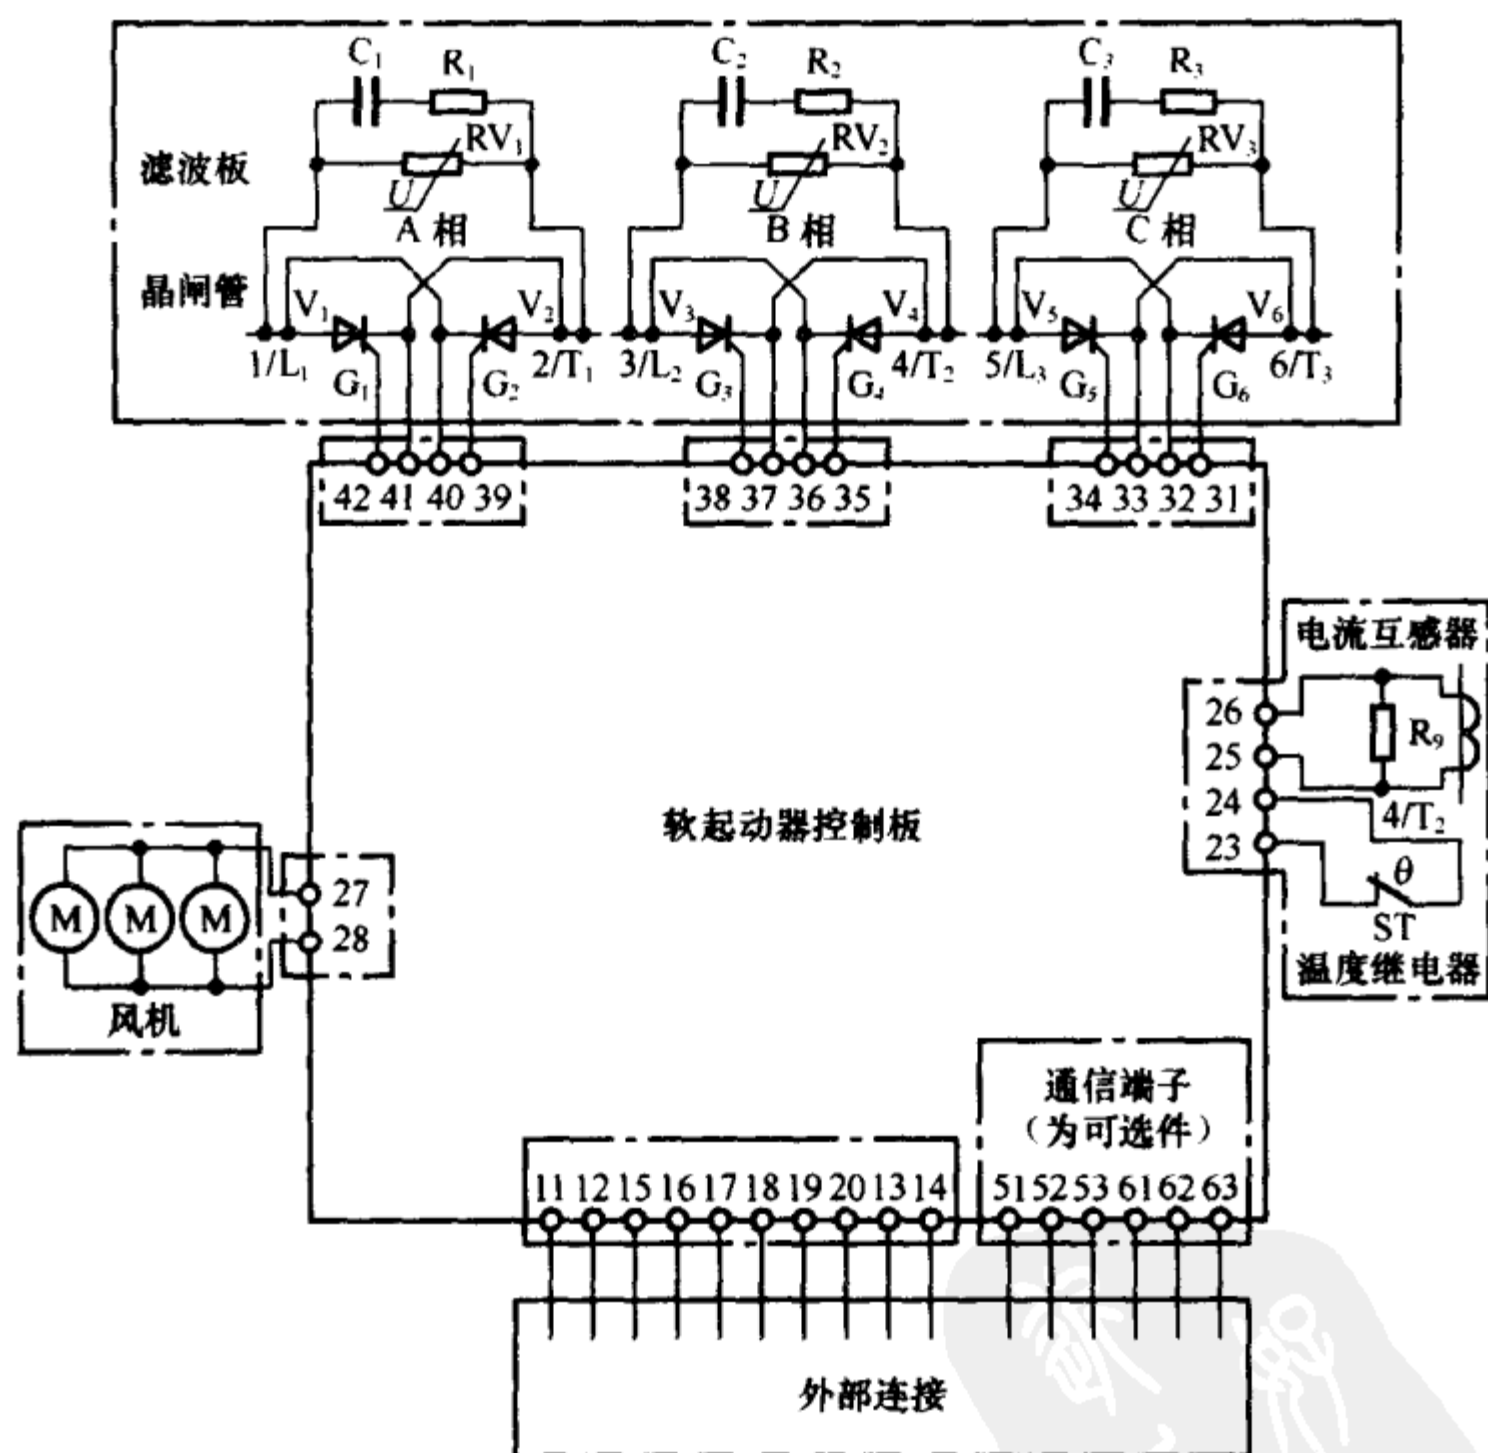 C₁ R₁ C₂ R₂ C₃ R₃
滤波板 RV₁ RV₂ RV₃
U U U
A 相 B 相 C 相
晶闸管 V₁ V₂ V₃ V₄ V₅ V₆
1/L₁ 2/T₁ 3/L₂ 4/T₂ 5/L₃ 6/T₃
G₁ G₂ G₃ G₄ G₅ G₆
42 41 40 39 38 37 36 35 34 33 32 31
电流互感器
26
R₉
25
24
4/T₂
软起动器控制板
23
θ
ST
温度继电器
M M M
27
28
风机
通信端子
（为可选件）
11 12 15 16 17 18 19 20 13 14 51 52 53 61 62 63
外部连接